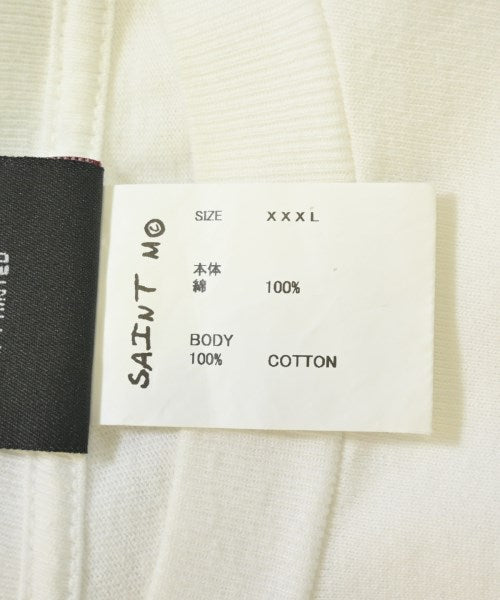 SAINT M©
SIZE XXXL
本体
綿 100%
BODY
100% COTTON